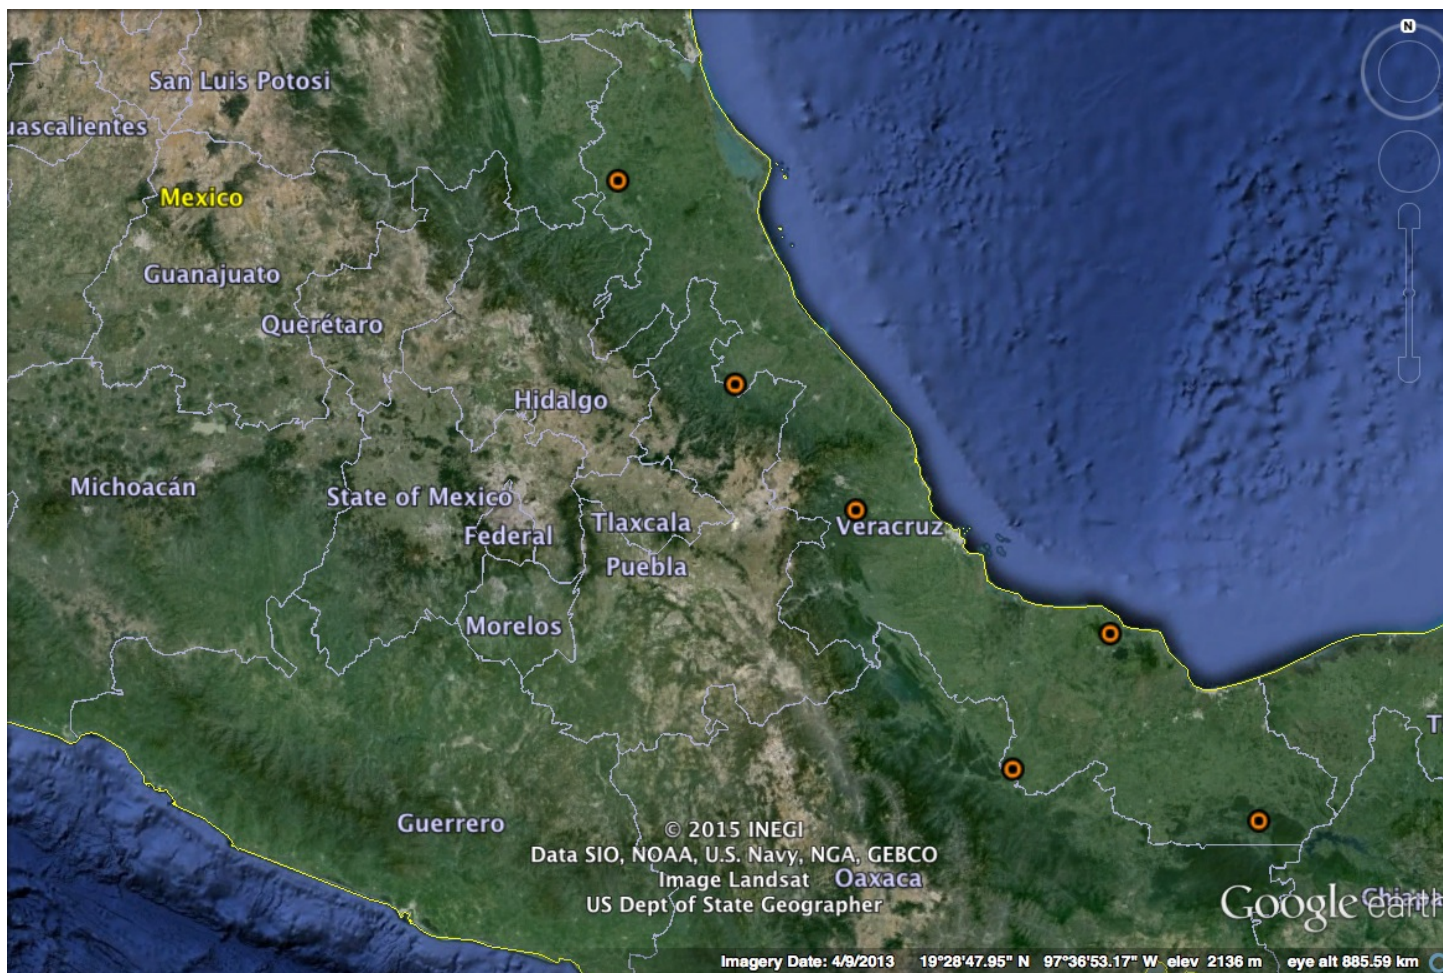 N
San Luis Potosi
uascalientes
Mexico
Guanajuato
Querétaro
Hidalgo
Michoacán
State of Mexico
Federal
Tlaxcala
Veracruz
Puebla
Morelos
T
Guerrero
© 2015 INEGI
Data SIO, NOAA, U.S. Navy, NGA, GEBCO
Image Landsat
Oaxaca
US Dept of State Geographer
Chiapa
Google earth
Imagery Date: 4/9/2013 19°28'47.95" N 97°36'53.17" W elev 2136 m eye alt 885.59 km